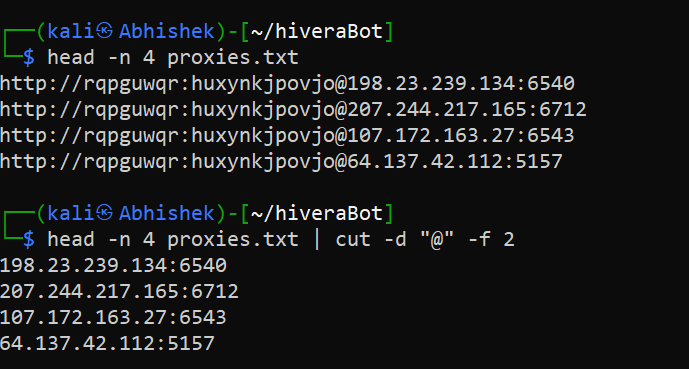 ┌──(kali㉿Abhishek)-[~/hiveraBot]
└─$ head -n 4 proxies.txt
http://rqpguwqr:huxynkjpovjo@198.23.239.134:6540
http://rqpguwqr:huxynkjpovjo@207.244.217.165:6712
http://rqpguwqr:huxynkjpovjo@107.172.163.27:6543
http://rqpguwqr:huxynkjpovjo@64.137.42.112:5157
┌──(kali㉿Abhishek)-[~/hiveraBot]
└─$ head -n 4 proxies.txt | cut -d "@" -f 2
198.23.239.134:6540
207.244.217.165:6712
107.172.163.27:6543
64.137.42.112:5157